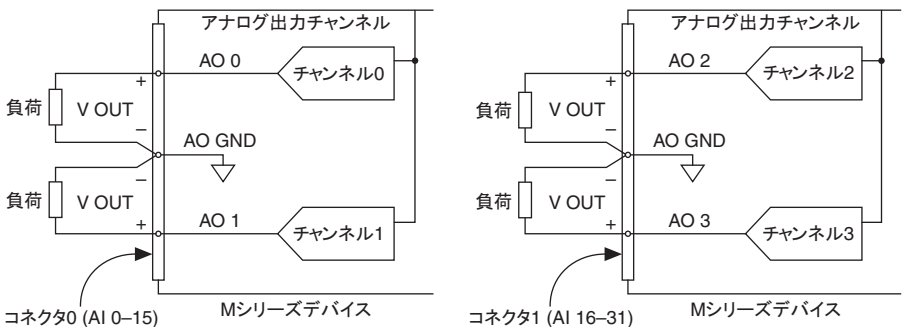 アナログ出力チャンネル
AO 0
チャンネル0
+
負荷
V OUT
–
AO GND
–
負荷
V OUT
+
AO 1
チャンネル1
コネクタ0 (AI 0–15)
Mシリーズデバイス
アナログ出力チャンネル
AO 2
チャンネル2
+
負荷
V OUT
–
AO GND
–
負荷
V OUT
+
AO 3
チャンネル3
コネクタ1 (AI 16–31)
Mシリーズデバイス